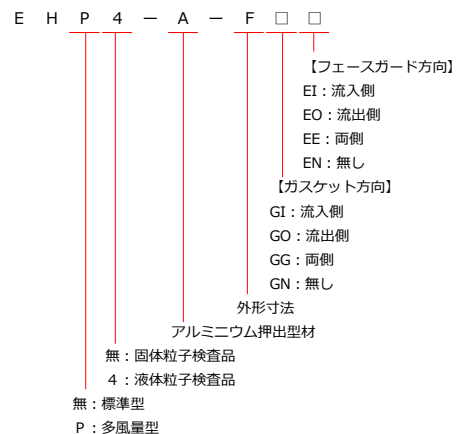 ＥＨＰ４－Ａ－Ｆ□□
【フェースガード方向】
EI：流入側
EO：流出側
EE：両側
EN：無し
【ガスケット方向】
GI：流入側
GO：流出側
GG：両側
GN：無し
外形寸法
アルミニウム押出型材
無：固体粒子検査品
４：液体粒子検査品
無：標準型
Ｐ：多風量型